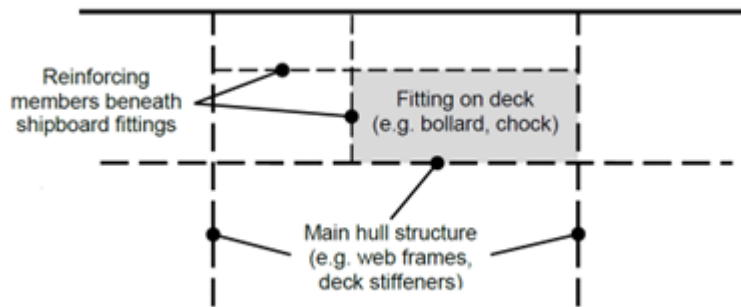 Reinforcing
members beneath
shipboard fittings
Fitting on deck
(e.g. bollard, chock)
Main hull structure
(e.g. web frames,
deck stiffeners)